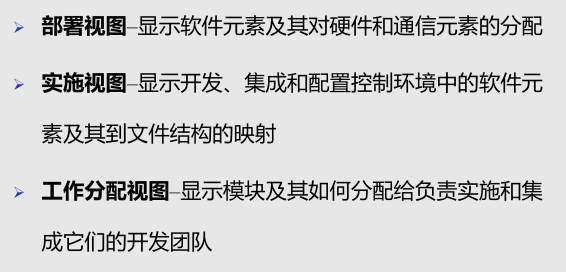 部署视图–显示软件元素及其对硬件和通信元素的分配
实施视图–显示开发、集成和配置控制环境中的软件元
素及其到文件结构的映射
工作分配视图–显示模块及其如何分配给负责实施和集
成它们的开发团队